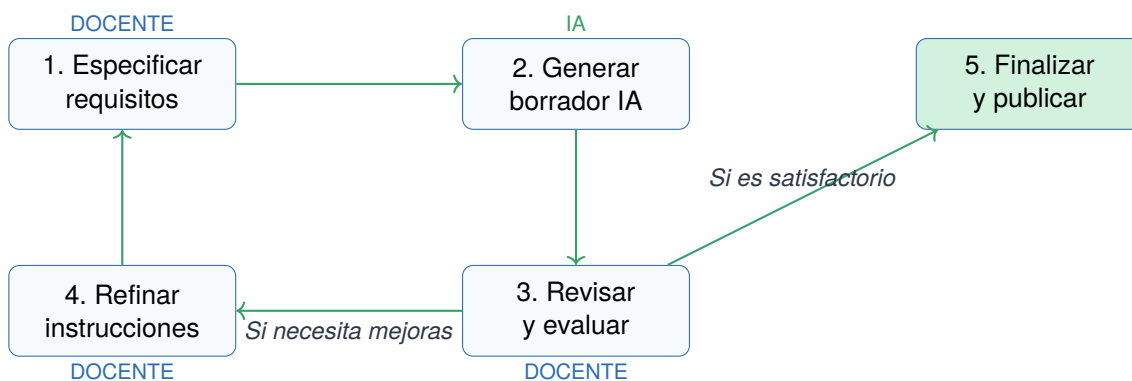 DOCENTE
1. Especificar
requisitos
IA
2. Generar
borrador IA
5. Finalizar
y publicar
Si es satisfactorio
4. Refinar
instrucciones
DOCENTE
Si necesita mejoras
3. Revisar
y evaluar
DOCENTE